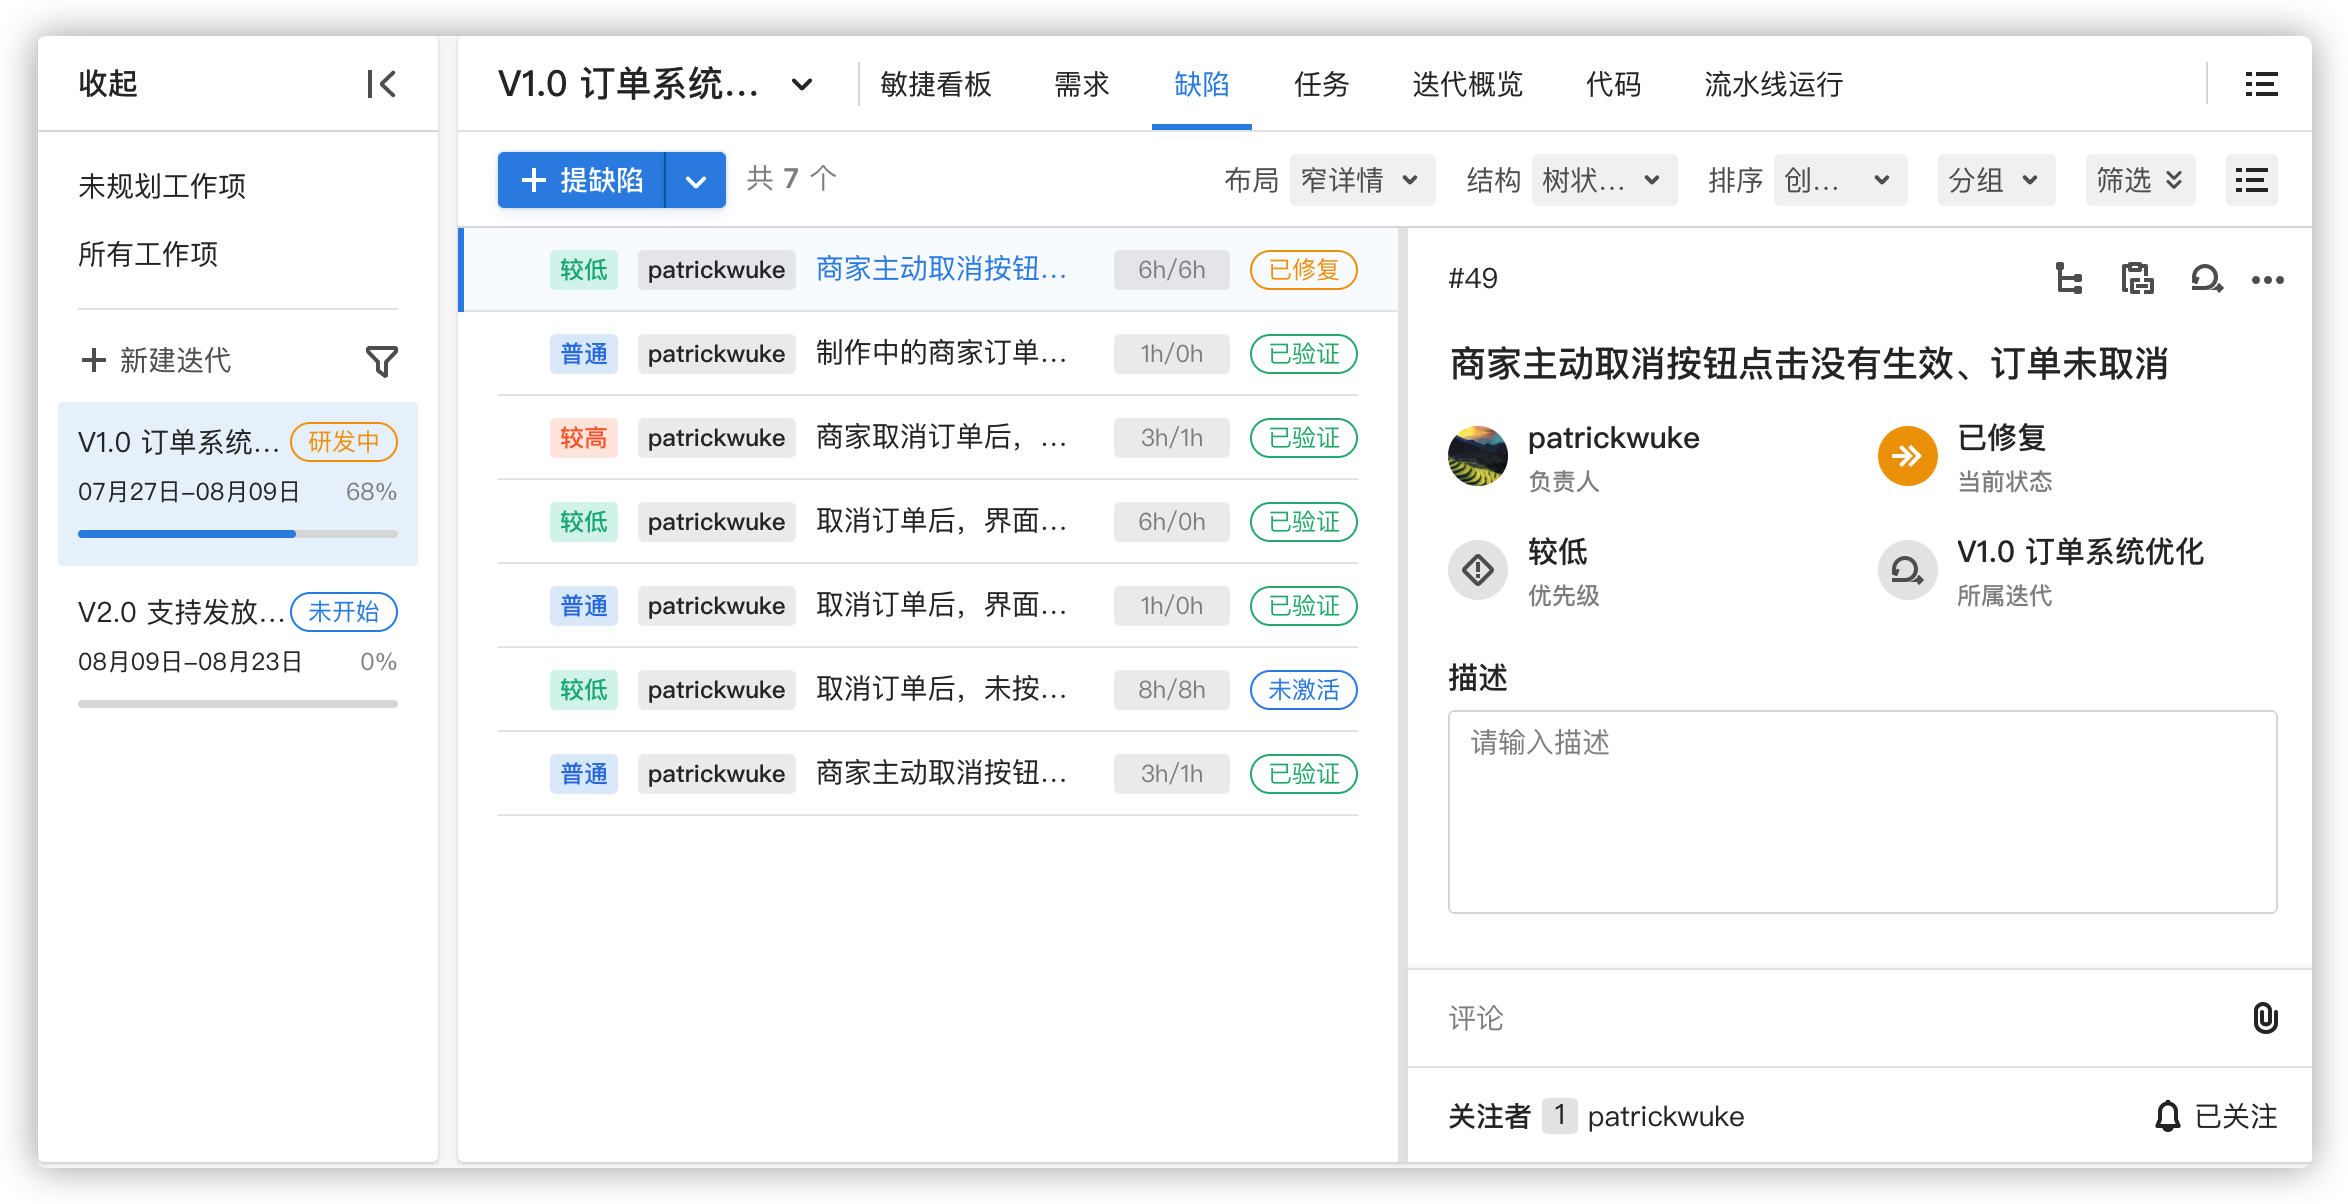 收起
未规划工作项
所有工作项
新建迭代
V1.0 订单系统... 研发中
07月27日-08月09日 68%
V2.0 支持发放... 未开始
08月09日-08月23日 0%
V1.0 订单系统... 敏捷看板 需求 缺陷 任务 迭代概览 代码 流水线运行
提缺陷 共 7 个 布局 窄详情 结构 树状... 排序 创... 分组 筛选
较低 patrickwuke 商家主动取消按钮... 6h/6h 已修复
普通 patrickwuke 制作中的商家订单... 1h/0h 已验证
较高 patrickwuke 商家取消订单后，... 3h/1h 已验证
较低 patrickwuke 取消订单后，界面... 6h/0h 已验证
普通 patrickwuke 取消订单后，界面... 1h/0h 已验证
较低 patrickwuke 取消订单后，未按... 8h/8h 未激活
普通 patrickwuke 商家主动取消按钮... 3h/1h 已验证
#49
商家主动取消按钮点击没有生效、订单未取消
patrickwuke
负责人
已修复
当前状态
较低
优先级
V1.0 订单系统优化
所属迭代
描述
请输入描述
评论
关注者 1 patrickwuke 已关注